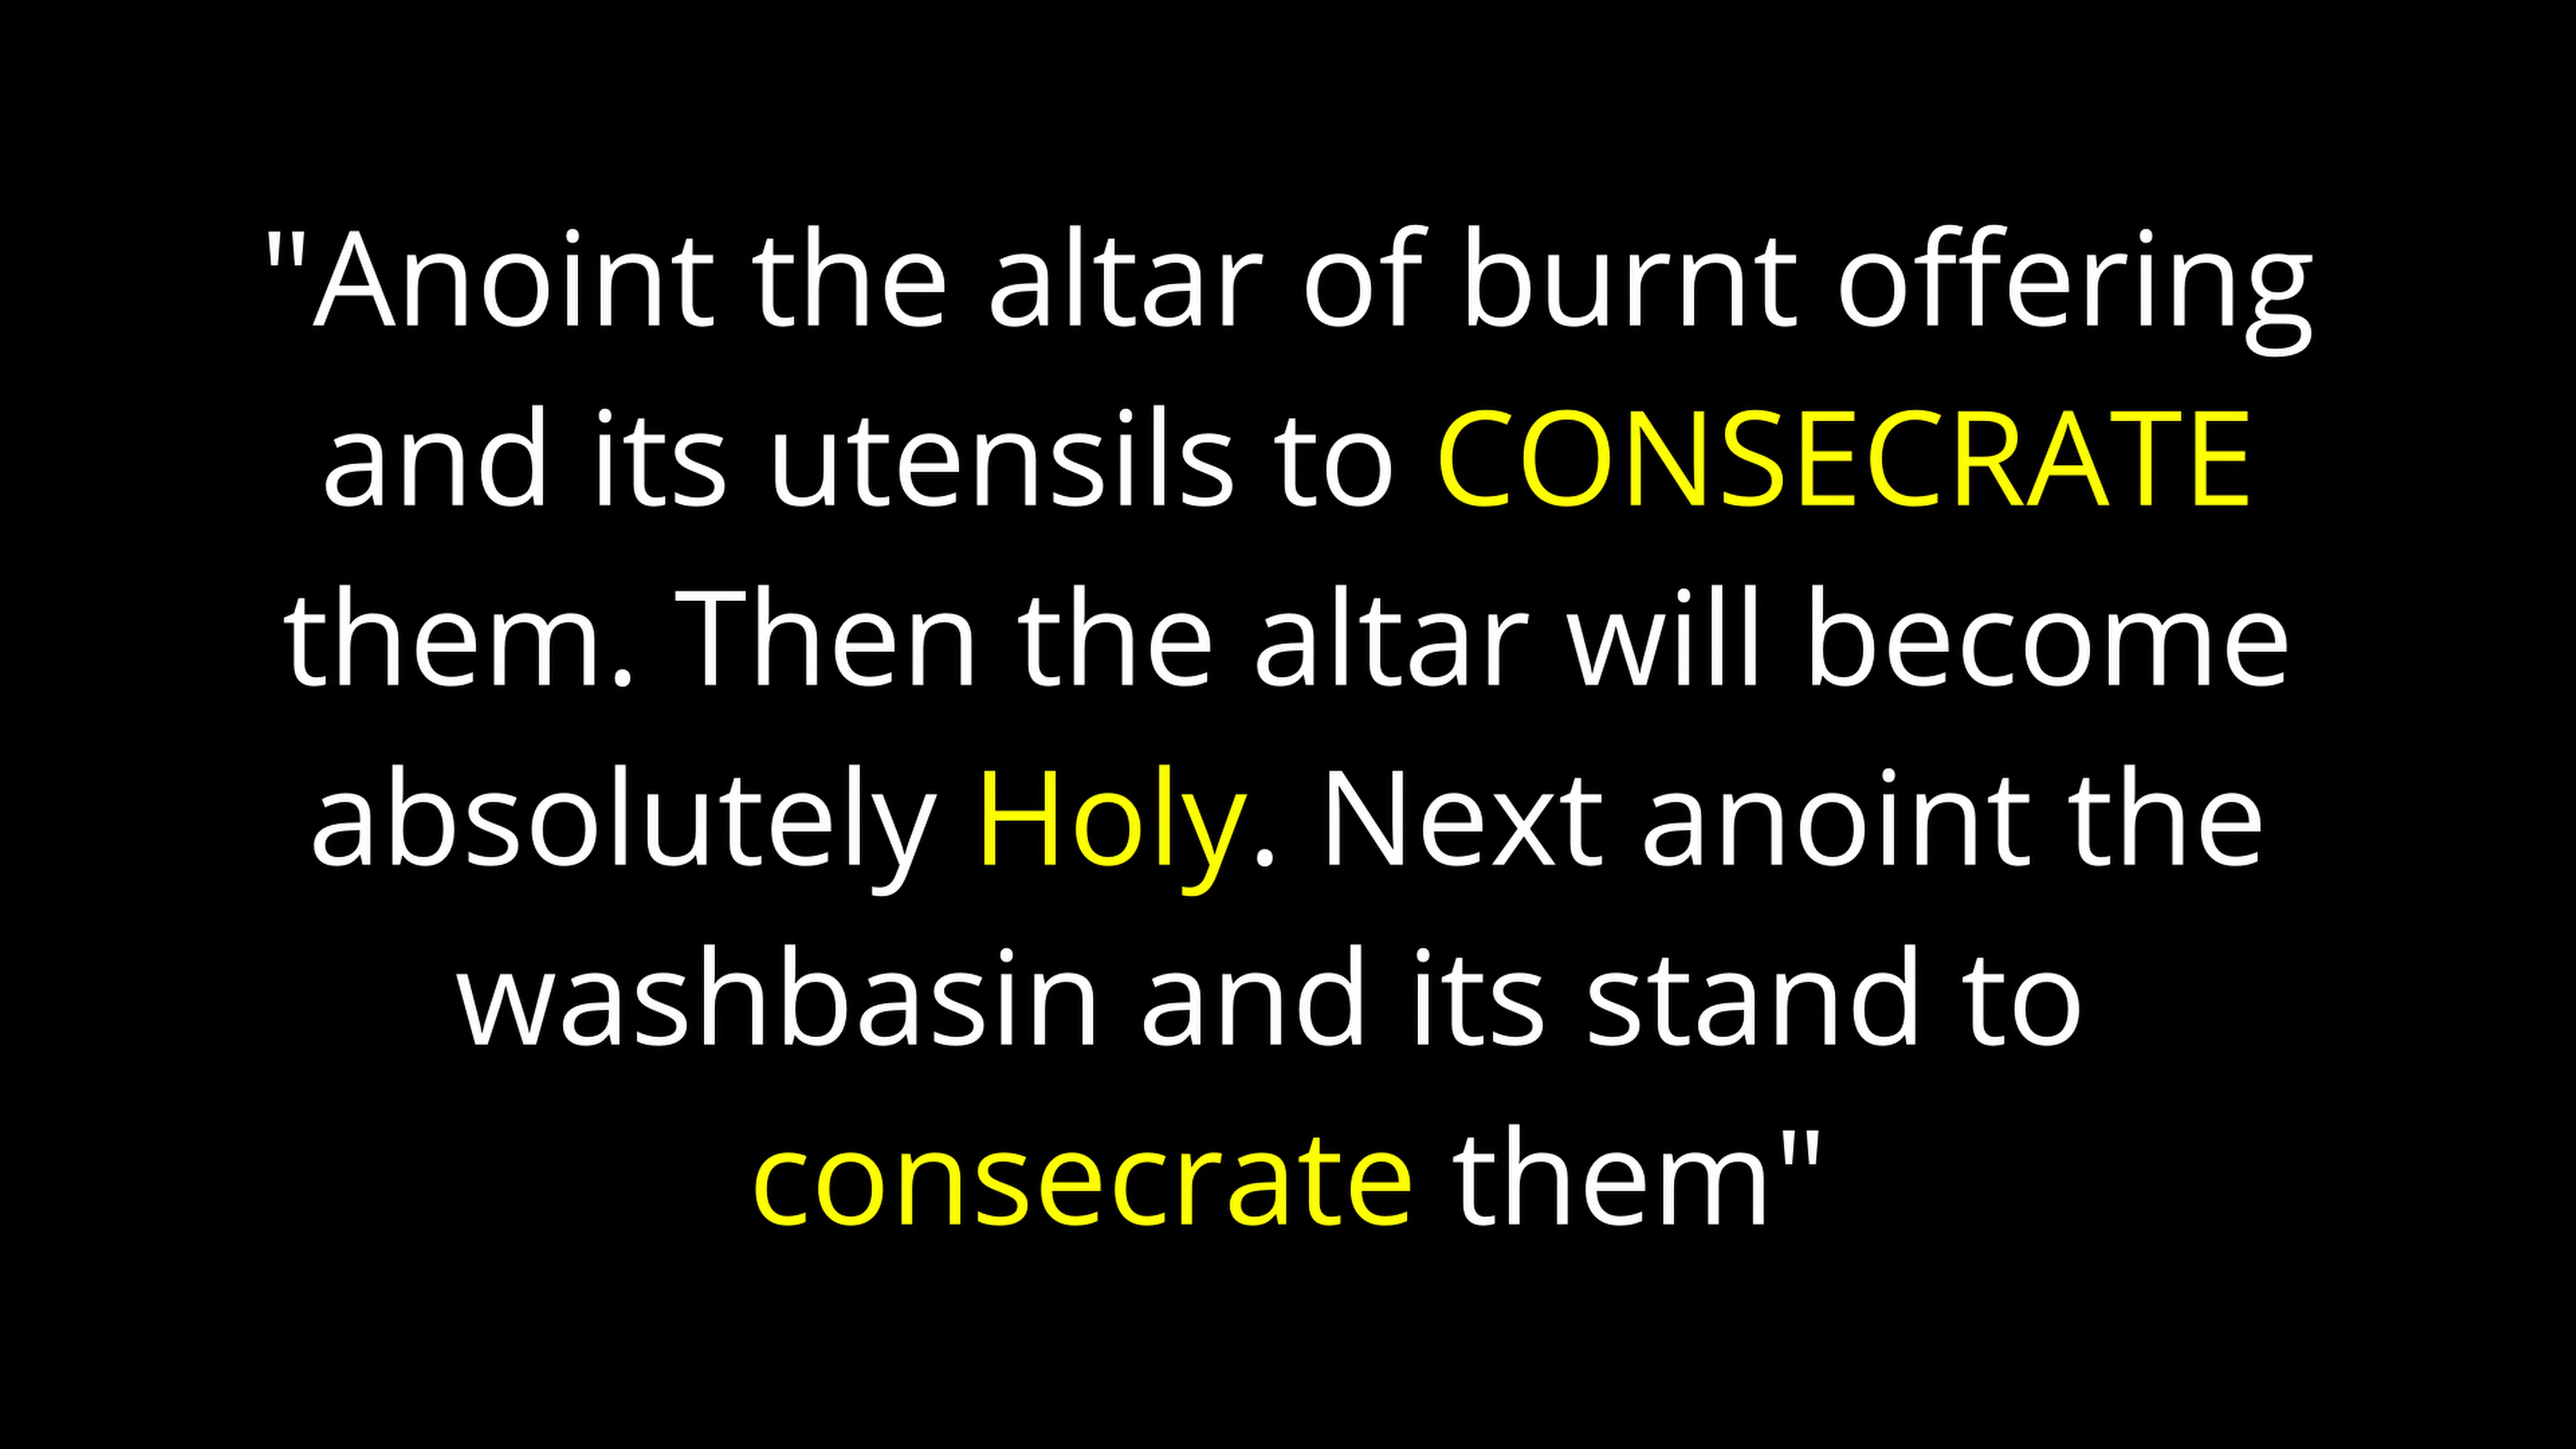 "Anoint the altar of burnt offering
and its utensils to CONSECRATE
them. Then the altar will become
absolutely Holy. Next anoint the
washbasin and its stand to
consecrate them"